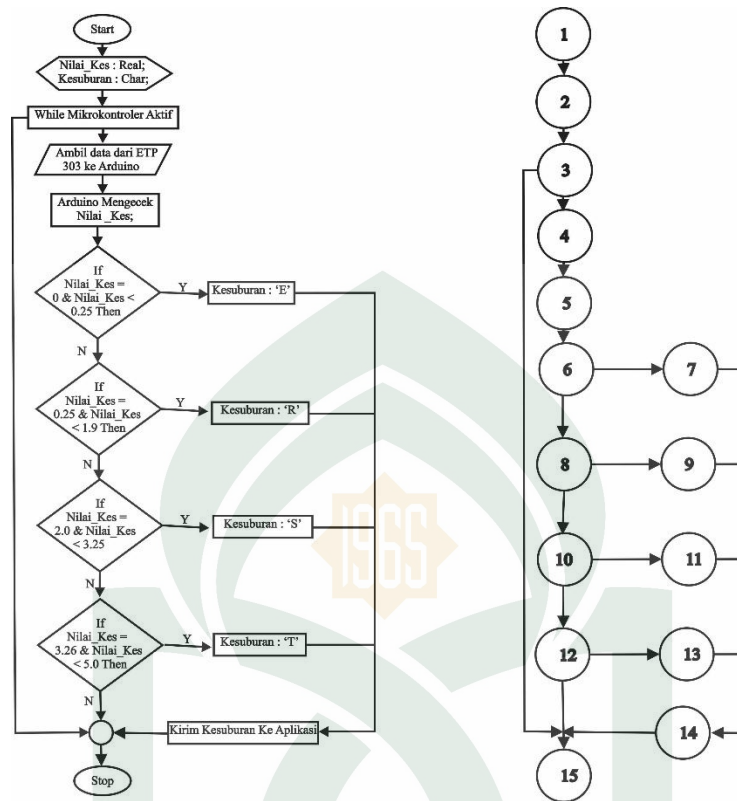 Start
Nilai_Kes : Real;
Kesuburan : Char;
While Mikrokontroler Aktif
Ambil data dari ETP
303 ke Arduino
Arduino Mengecek
Nilai _Kes;
If
Nilai_Kes =
0 & Nilai_Kes <
0.25 Then
Y
Kesuburan : ‘E’
N
If
Nilai_Kes =
0.25 & Nilai_Kes
< 1.9 Then
Y
Kesuburan : ‘R’
N
If
Nilai_Kes =
2.0 & Nilai_Kes
< 3.25
Y
Kesuburan : ‘S’
N
If
Nilai_Kes =
3.26 & Nilai_Kes
< 5.0 Then
Y
Kesuburan : ‘T’
N
Kirim Kesuburan Ke Aplikasi
Stop
1
2
3
4
5
6
7
8
9
10
11
12
13
14
15
1965